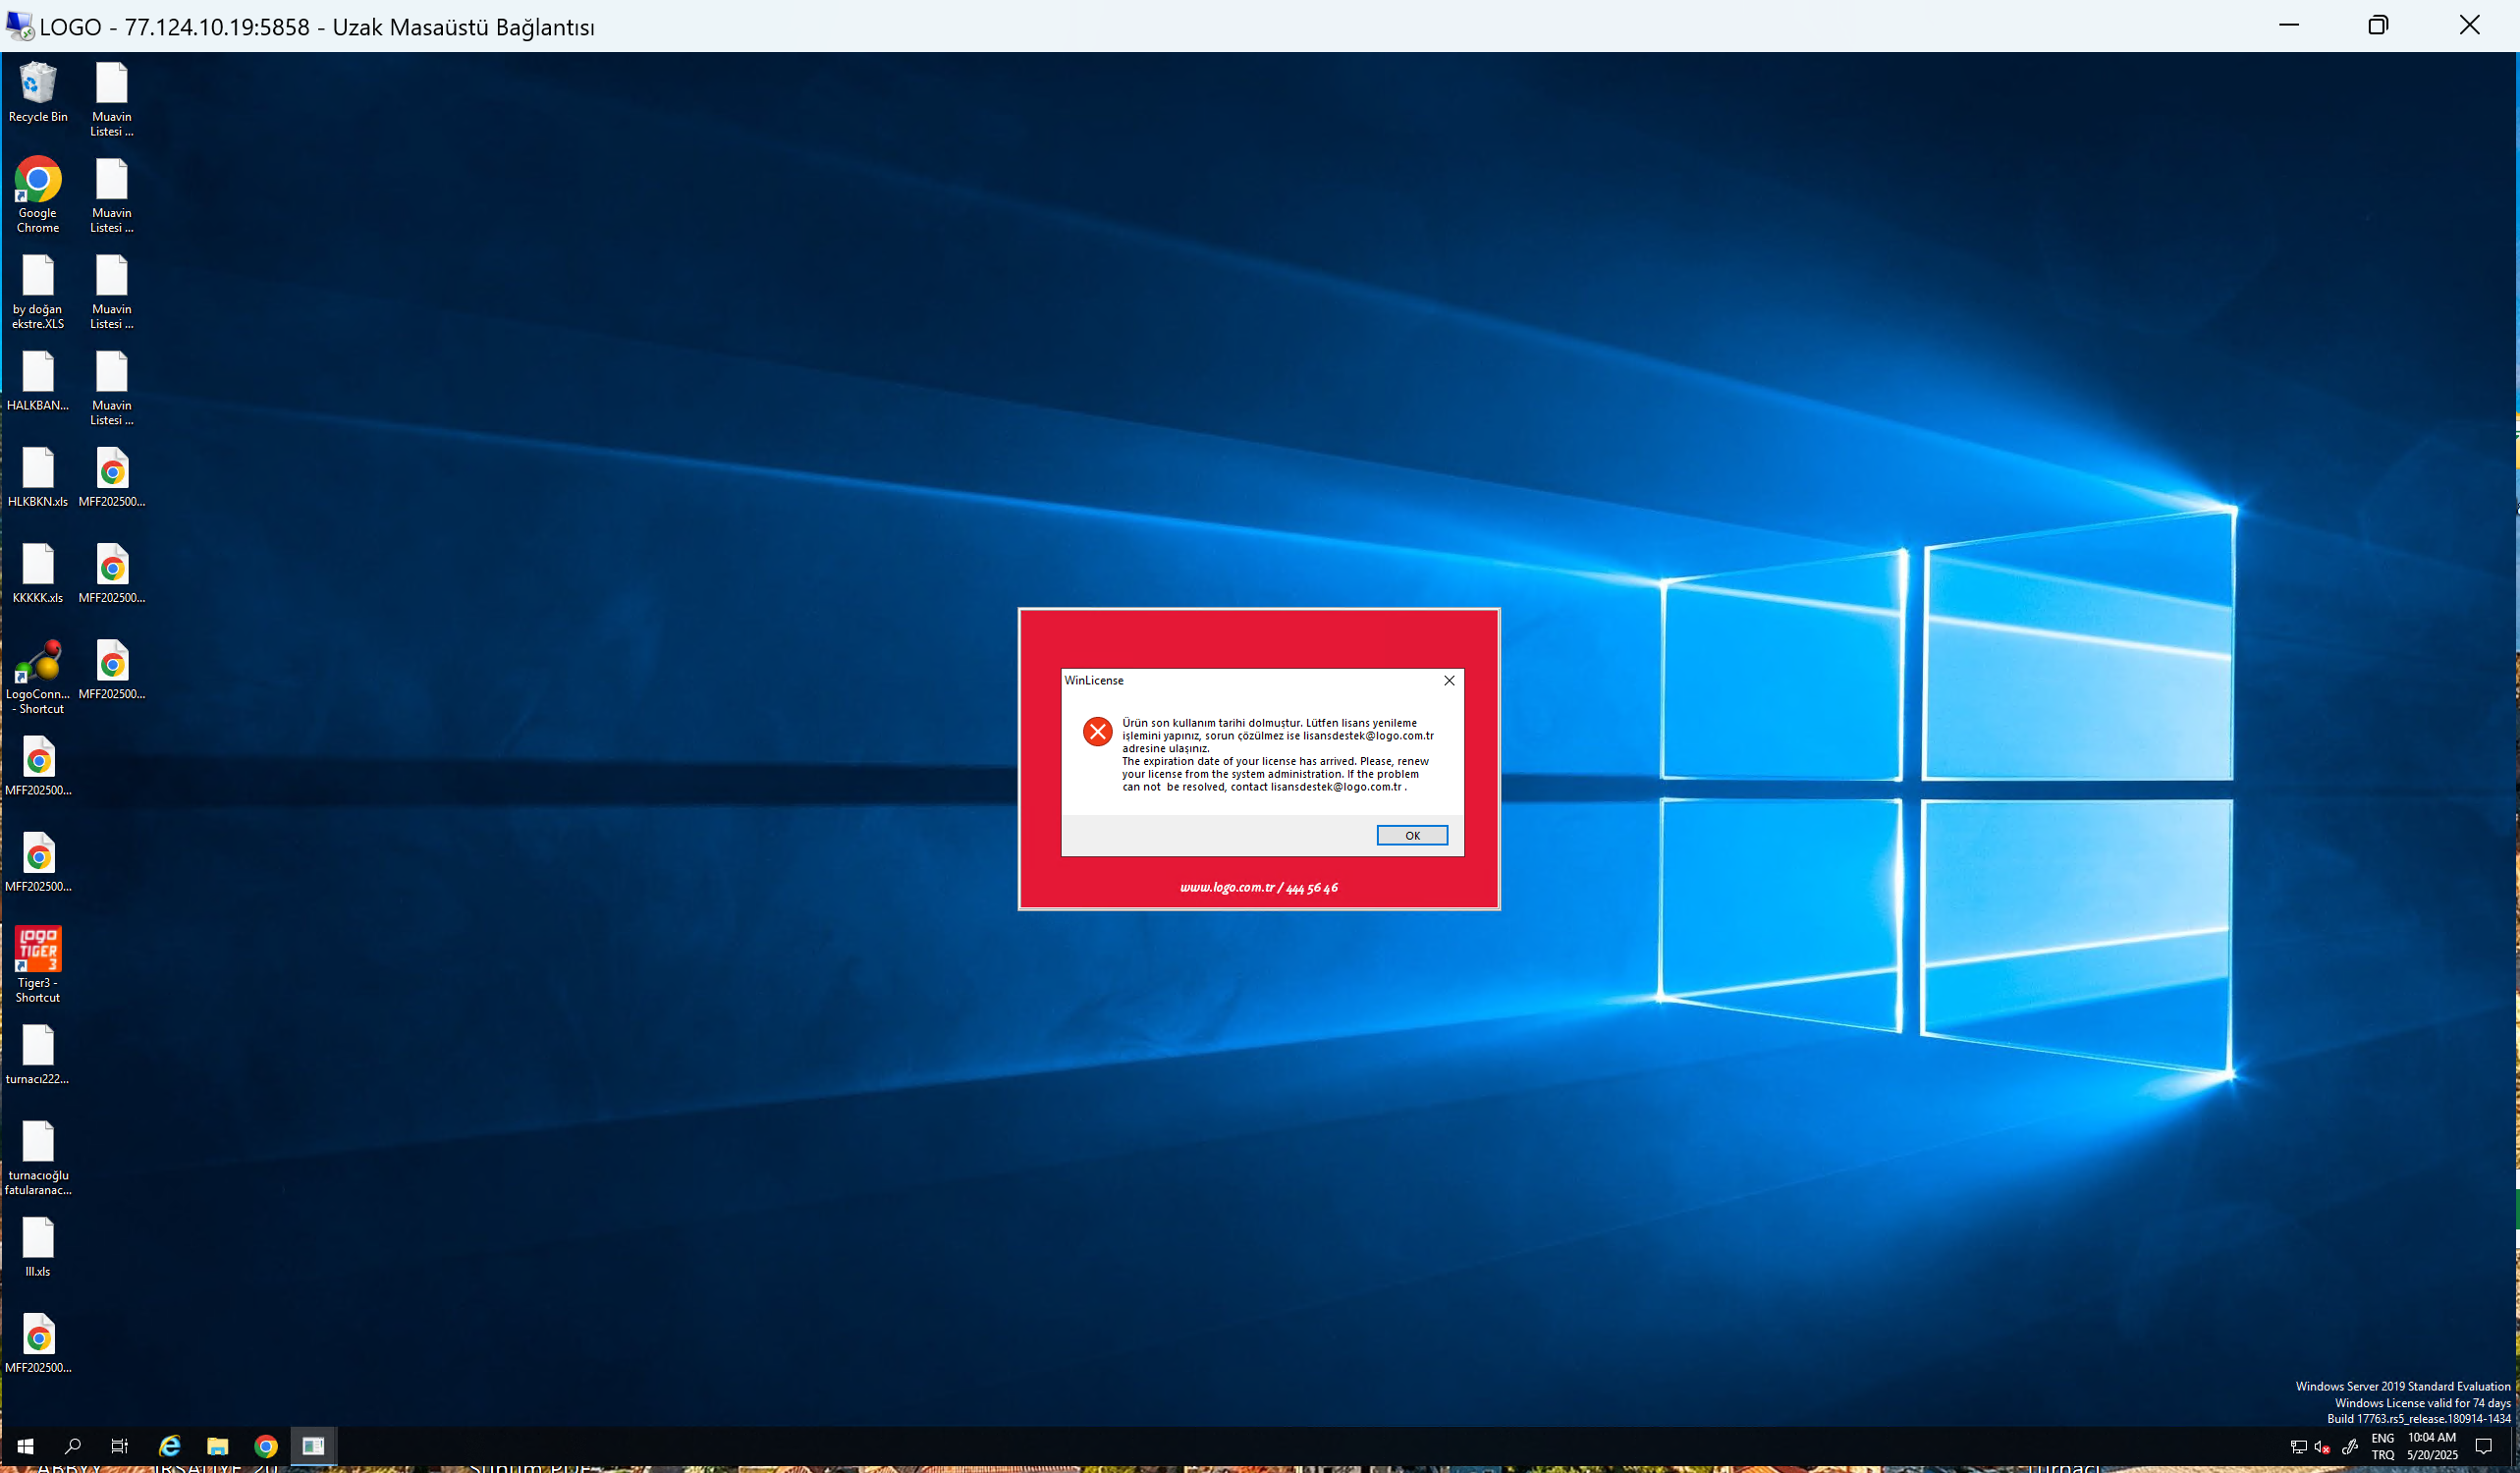 LOGO - 77.124.10.19:5858 - Uzak Masaüstü Bağlantısı
Recycle Bin
Muavin
Listesi ...
Google
Chrome
Muavin
Listesi ...
by doğan
ekstre.XLS
Muavin
Listesi ...
HALKBAN...
Muavin
Listesi ...
HLKBKN.xls
MFF202500...
KKKKK.xls
MFF202500...
LogoConn...
- Shortcut
MFF202500...
MFF202500...
MFF202500...
LOGO
TIGER
3
Tiger3 -
Shortcut
turnacı222...
turnacıoğlu
fatularanac...
MFF202500...
WinLicense
Ürün son kullanım tarihi dolmuştur. Lütfen lisans yenileme
işlemini yapınız, sorun çözülmez ise lisansdestek@logo.com.tr
adresine ulaşınız.
The expiration date of your license has arrived. Please, renew
your license from the system administration. If the problem
can not  be resolved, contact lisansdestek@logo.com.tr .
OK
www.logo.com.tr / 444 56 46
Windows Server 2019 Standard Evaluation
Windows License valid for 74 days
Build 17763.rs5_release.180914-1434
ENG
TRQ
10:04 AM
5/20/2025